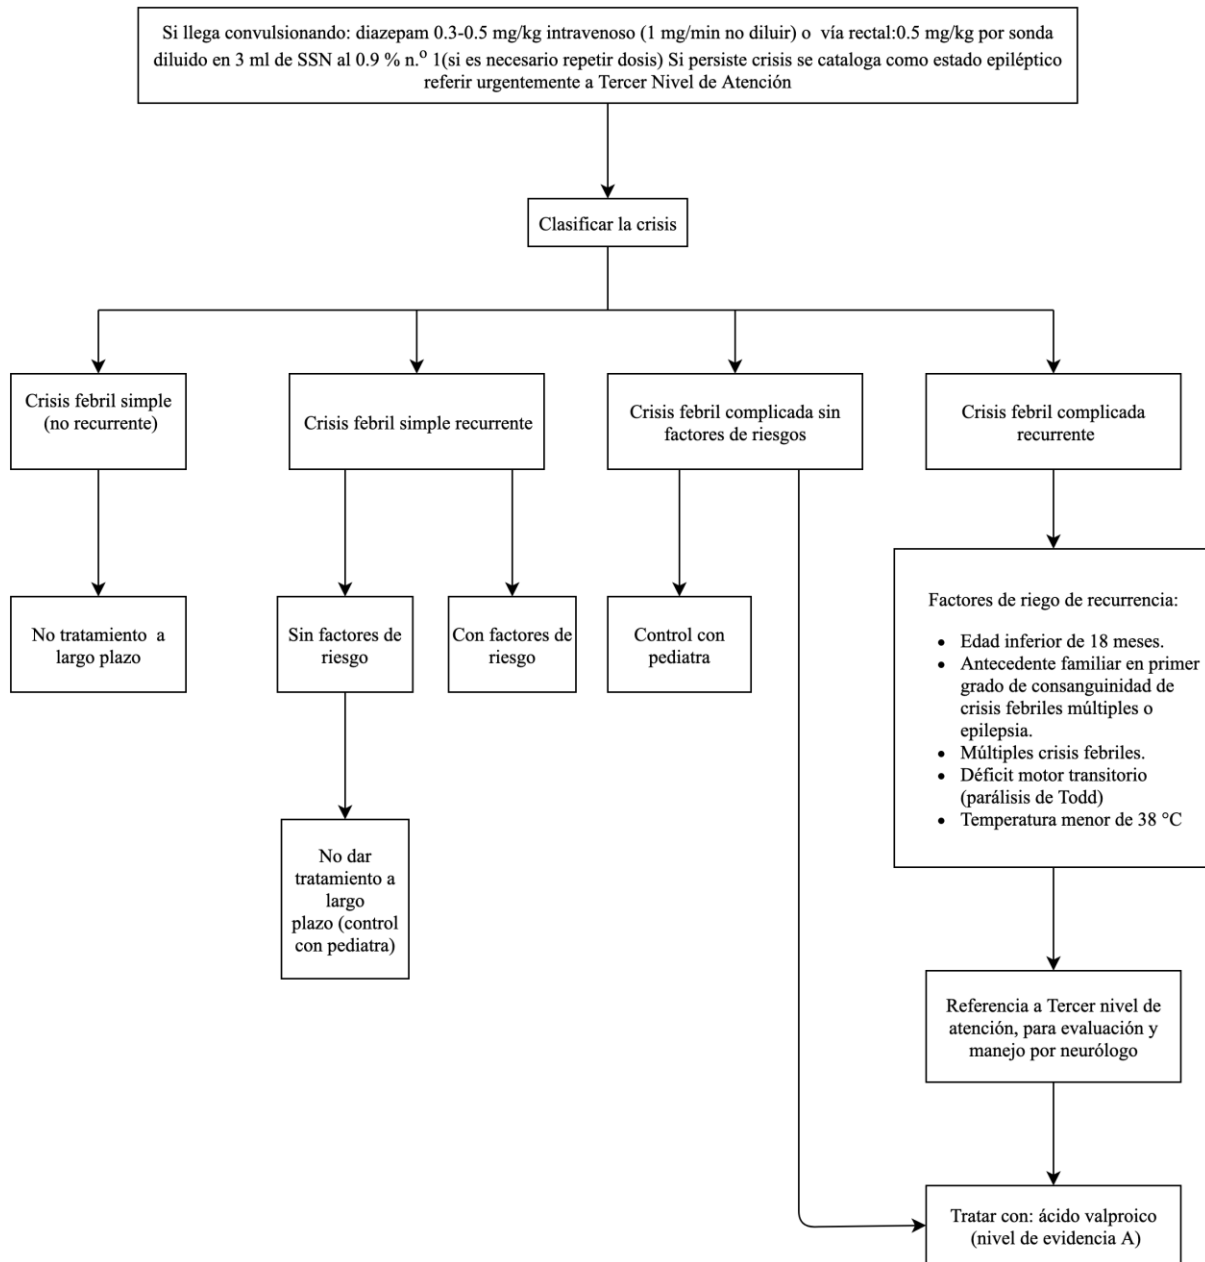 Si llega convulsionando: diazepam 0.3-0.5 mg/kg intravenoso (1 mg/min no diluir) o vía rectal:0.5 mg/kg por sonda
diluido en 3 ml de SSN al 0.9 % n.º 1(si es necesario repetir dosis) Si persiste crisis se cataloga como estado epiléptico
referir urgentemente a Tercer Nivel de Atención
Clasificar la crisis
Crisis febril simple
(no recurrente)
Crisis febril simple recurrente
Crisis febril complicada sin
factores de riesgos
Crisis febril complicada
recurrente
No tratamiento a
largo plazo
Sin factores de
riesgo
Con factores de
riesgo
Control con
pediatra
Factores de riego de recurrencia:
• Edad inferior de 18 meses.
• Antecedente familiar en primer
grado de consanguinidad de
crisis febriles múltiples o
epilepsia.
• Múltiples crisis febriles.
• Déficit motor transitorio
(parálisis de Todd)
• Temperatura menor de 38 °C
No dar
tratamiento a
largo
plazo (control
con pediatra)
Referencia a Tercer nivel de
atención, para evaluación y
manejo por neurólogo
Tratar con: ácido valproico
(nivel de evidencia A)